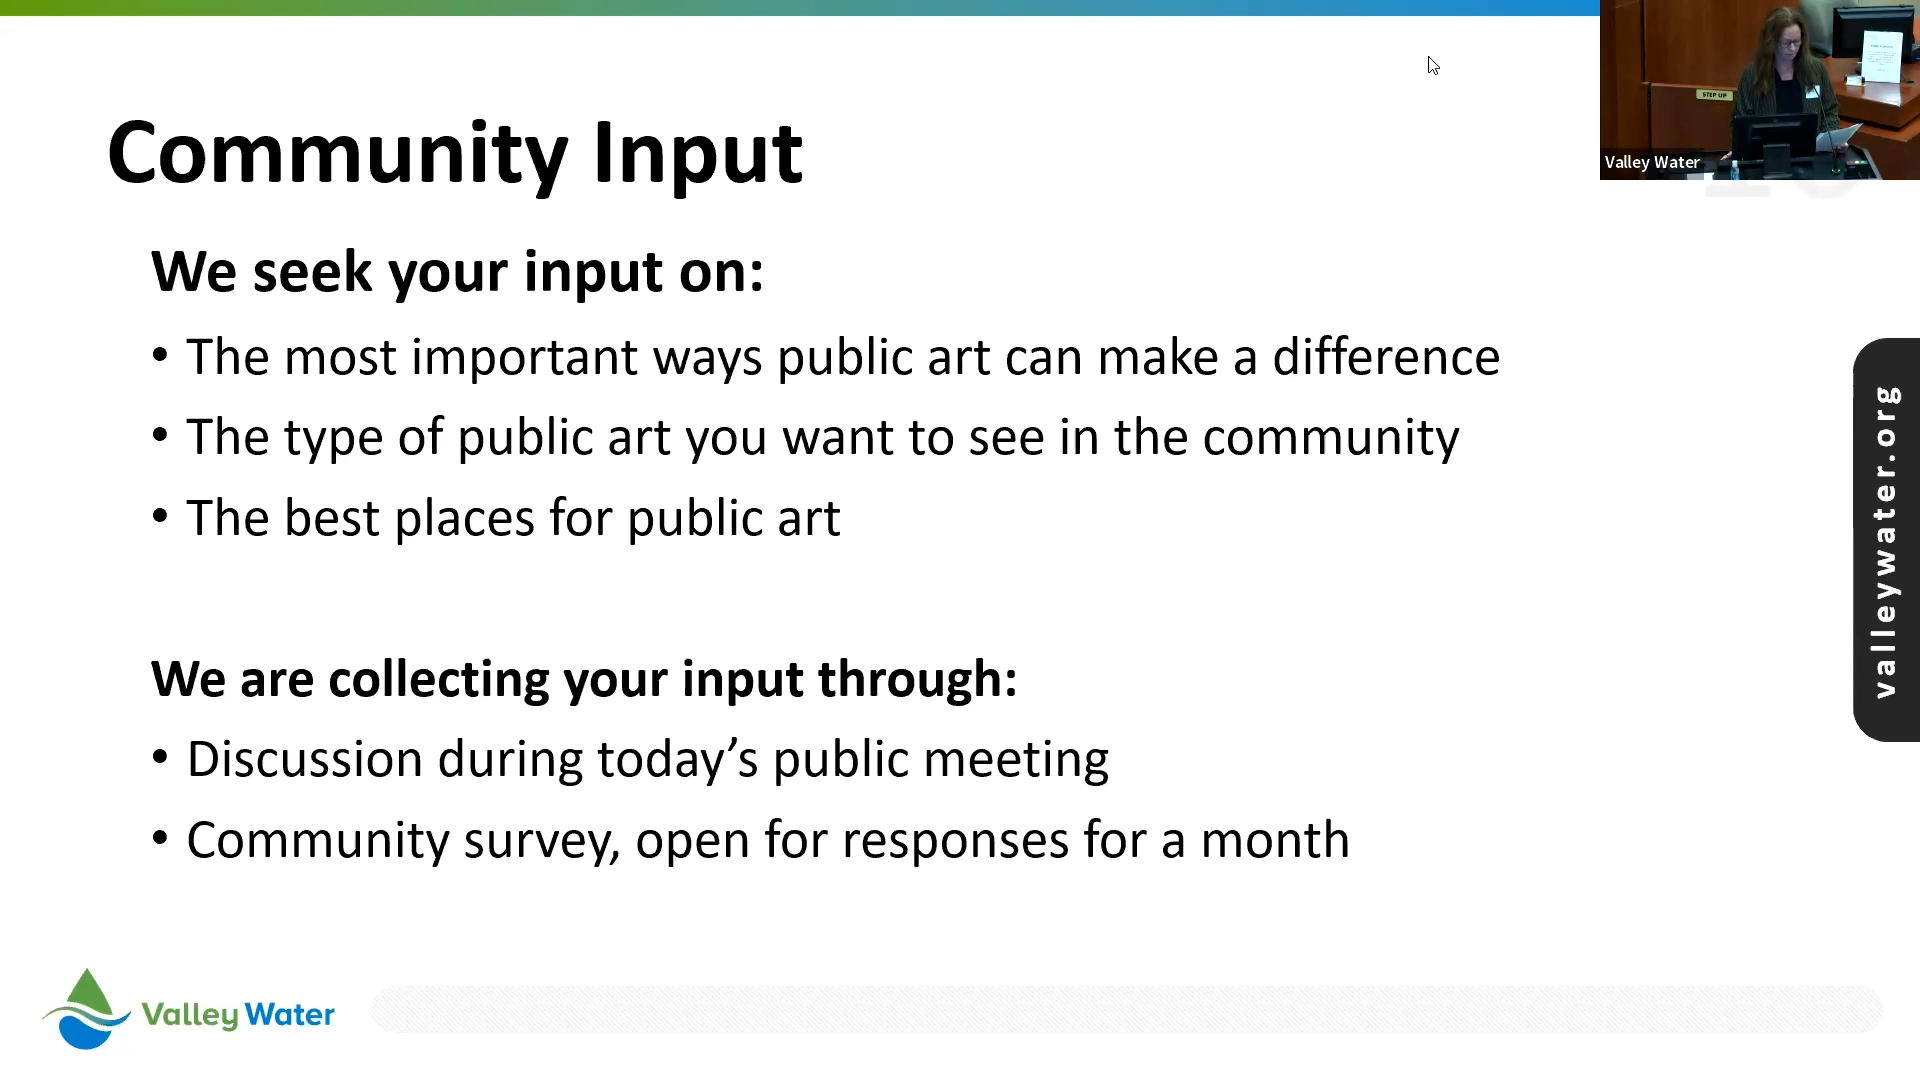 Community Input
We seek your input on:
• The most important ways public art can make a difference
• The type of public art you want to see in the community
• The best places for public art
We are collecting your input through:
• Discussion during today’s public meeting
• Community survey, open for responses for a month
Valley Water
STEP UP
Valley Water
valleywater.org